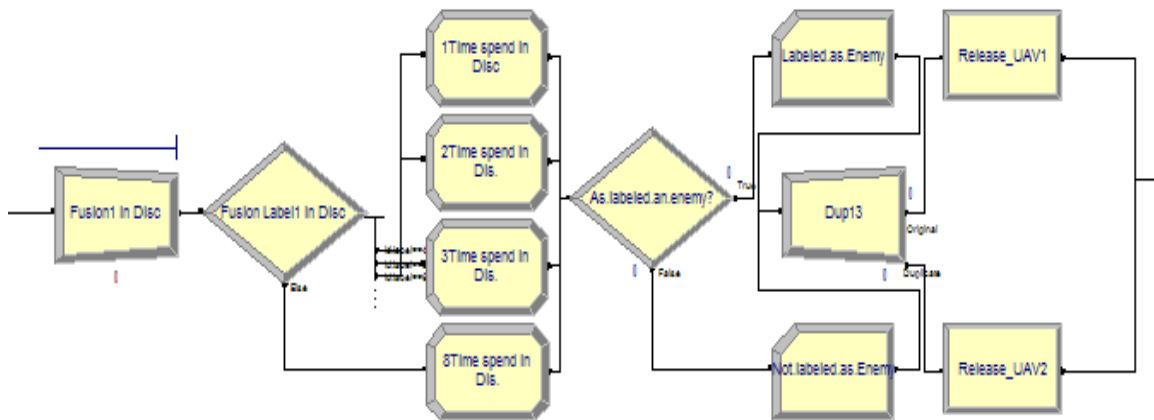 1Time spend in
Disc
2Time spend in
Dis.
3Time spend in
Dis.
8Time spend in
Dis.
Fusion1 in Disc
Fusion Label1 in Disc
Else
As.labeled.an.enemy?
True
False
Labeled.as.Enemy
Not.labeled.as.Enemy
Dup13
Original
Duplicate
Release_UAV1
Release_UAV2